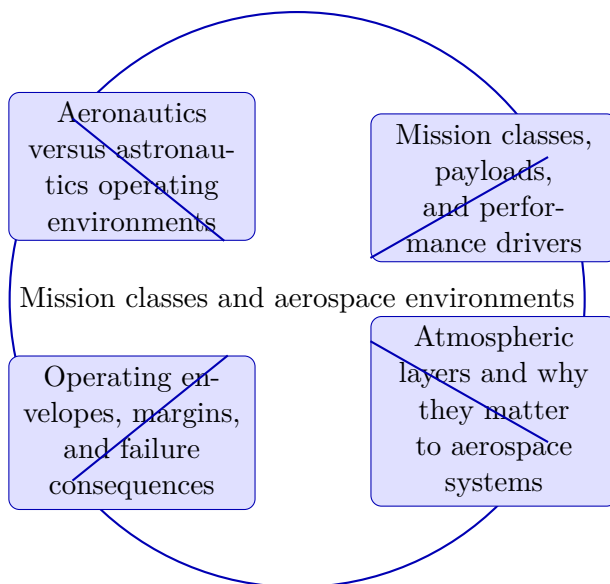 Aeronautics
versus astronau-
tics operating
environments
Mission classes,
payloads,
and perfor-
mance drivers
Mission classes and aerospace environments
Operating en-
velopes, margins,
and failure
consequences
Atmospheric
layers and why
they matter
to aerospace
systems